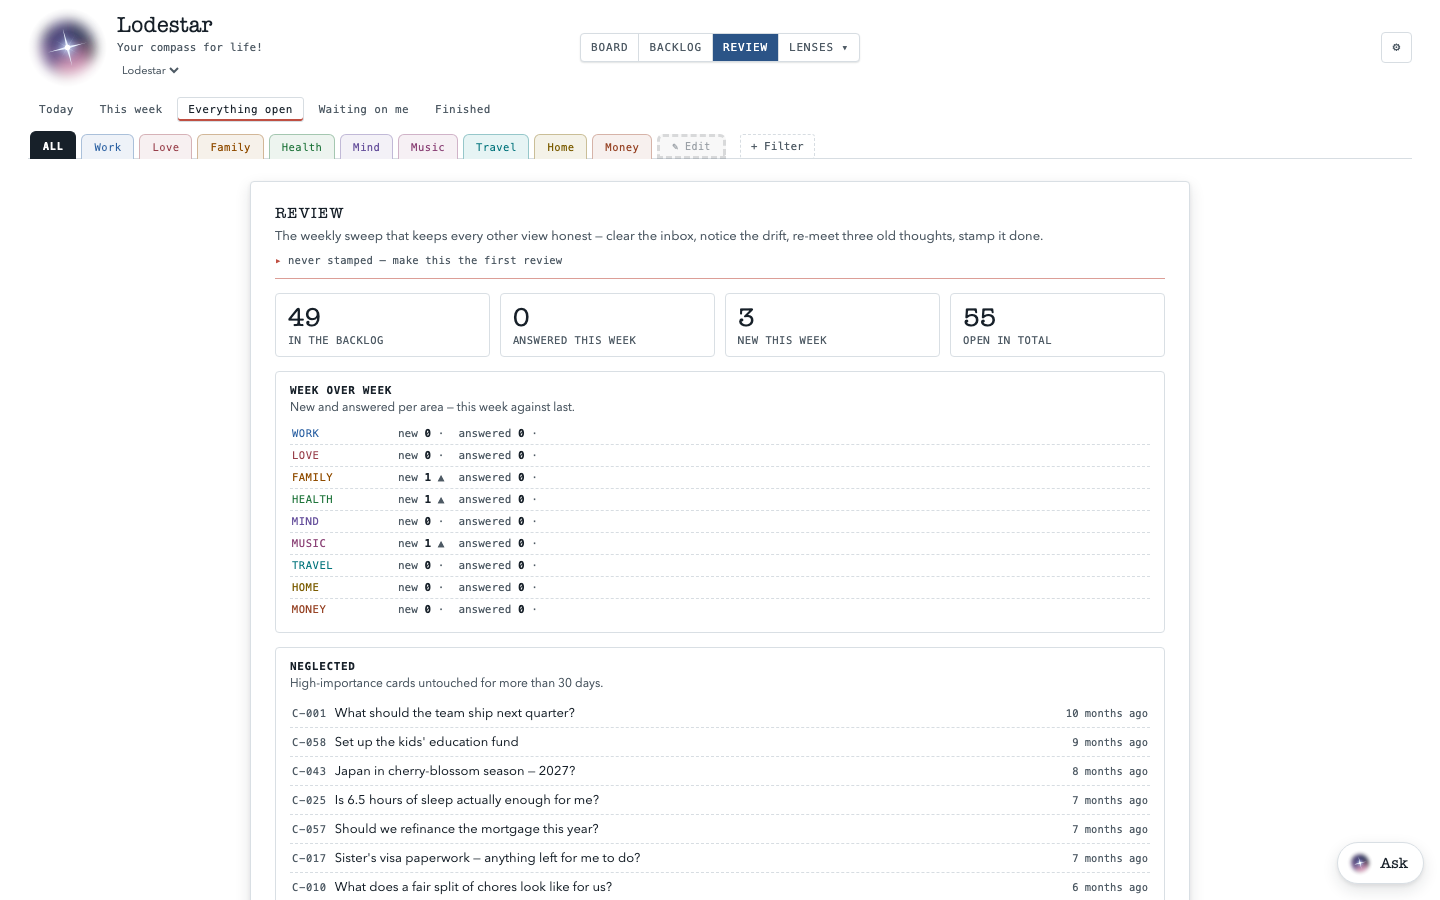 Lodestar
Your compass for life!
Lodestar
BOARD BACKLOG REVIEW LENSES ▾
Today This week Everything open Waiting on me Finished
ALL Work Love Family Health Mind Music Travel Home Money ✎ Edit + Filter
REVIEW
The weekly sweep that keeps every other view honest — clear the inbox, notice the drift, re-meet three old thoughts, stamp it done.
▸ never stamped — make this the first review
49 0 3 55
IN THE BACKLOG ANSWERED THIS WEEK NEW THIS WEEK OPEN IN TOTAL
WEEK OVER WEEK
New and answered per area — this week against last.
WORK new 0 · answered 0 ·
LOVE new 0 · answered 0 ·
FAMILY new 1 ▲ answered 0 ·
HEALTH new 1 ▲ answered 0 ·
MIND new 0 · answered 0 ·
MUSIC new 1 ▲ answered 0 ·
TRAVEL new 0 · answered 0 ·
HOME new 0 · answered 0 ·
MONEY new 0 · answered 0 ·
NEGLECTED
High-importance cards untouched for more than 30 days.
C-001 What should the team ship next quarter? 10 months ago
C-058 Set up the kids' education fund 9 months ago
C-043 Japan in cherry-blossom season — 2027? 8 months ago
C-025 Is 6.5 hours of sleep actually enough for me? 7 months ago
C-057 Should we refinance the mortgage this year? 7 months ago
C-017 Sister's visa paperwork — anything left for me to do? 7 months ago
C-010 What does a fair split of chores look like for us? 6 months ago
Ask